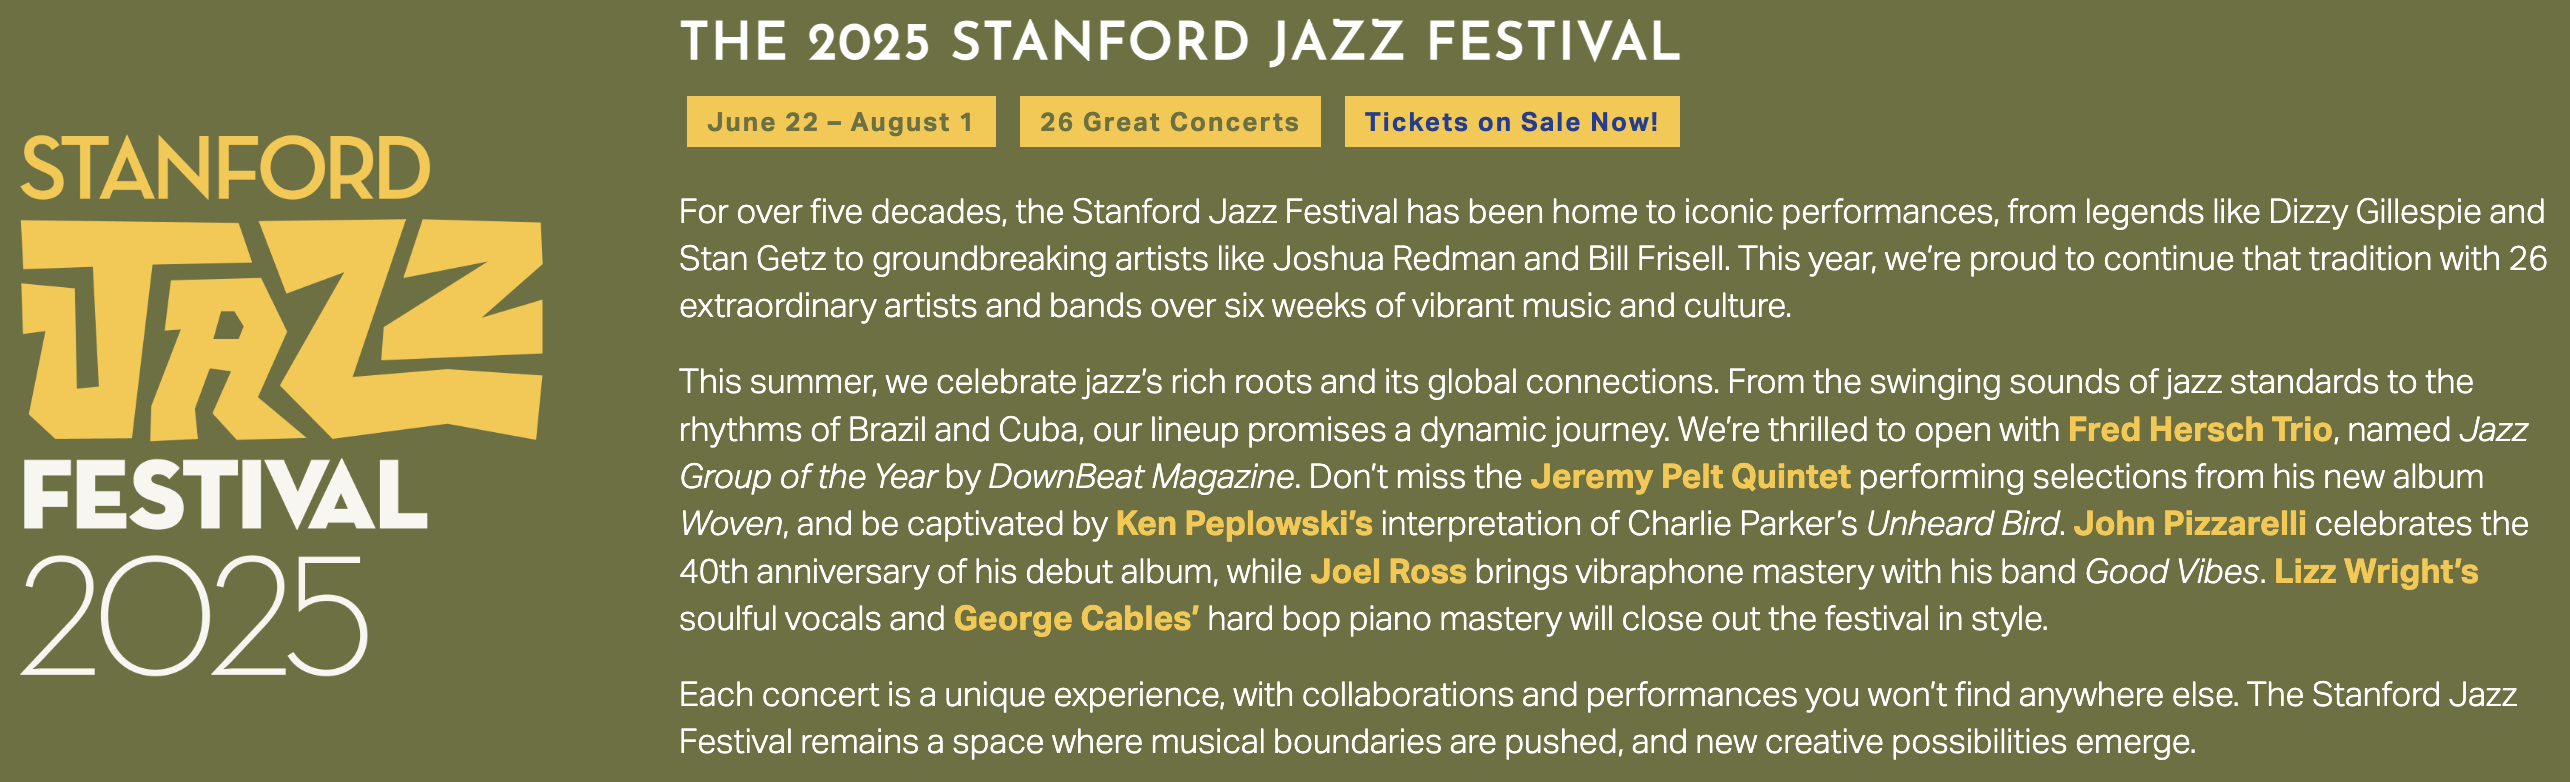 STANFORD
JAZZ
FESTIVAL
2025
THE 2025 STANFORD JAZZ FESTIVAL
June 22 – August 1
26 Great Concerts
Tickets on Sale Now!
For over five decades, the Stanford Jazz Festival has been home to iconic performances, from legends like Dizzy Gillespie and
Stan Getz to groundbreaking artists like Joshua Redman and Bill Frisell. This year, we’re proud to continue that tradition with 26
extraordinary artists and bands over six weeks of vibrant music and culture.
This summer, we celebrate jazz’s rich roots and its global connections. From the swinging sounds of jazz standards to the
rhythms of Brazil and Cuba, our lineup promises a dynamic journey. We’re thrilled to open with Fred Hersch Trio, named Jazz
Group of the Year by DownBeat Magazine. Don’t miss the Jeremy Pelt Quintet performing selections from his new album
Woven, and be captivated by Ken Peplowski’s interpretation of Charlie Parker’s Unheard Bird. John Pizzarelli celebrates the
40th anniversary of his debut album, while Joel Ross brings vibraphone mastery with his band Good Vibes. Lizz Wright’s
soulful vocals and George Cables’ hard bop piano mastery will close out the festival in style.
Each concert is a unique experience, with collaborations and performances you won’t find anywhere else. The Stanford Jazz
Festival remains a space where musical boundaries are pushed, and new creative possibilities emerge.